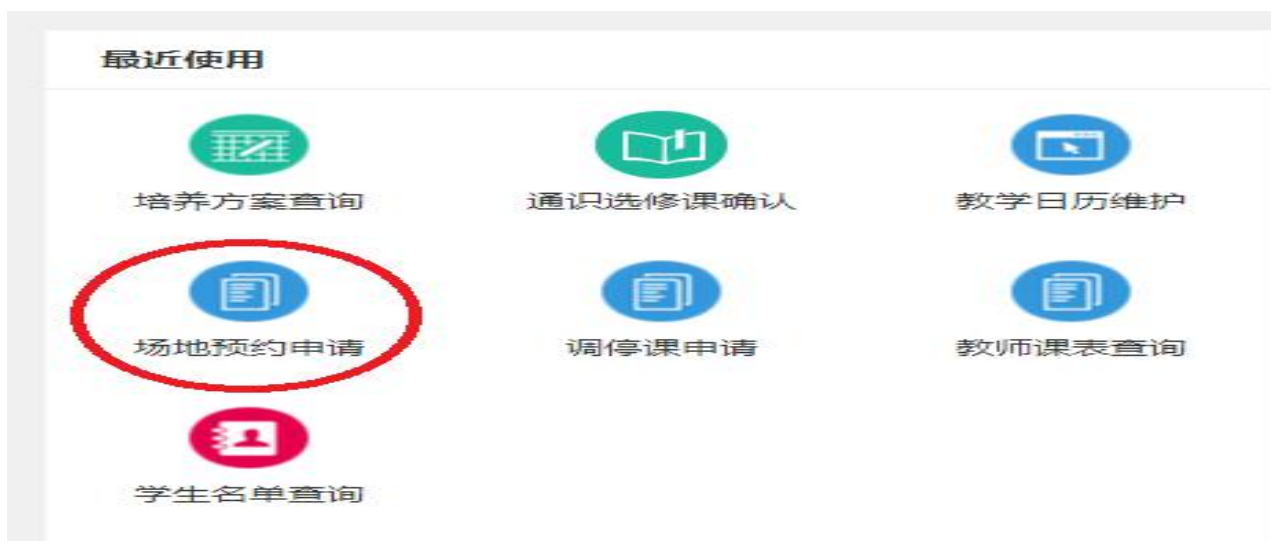 最近使用
培养方案查询
通识选修课确认
教学日历维护
场地预约申请
调停课申请
教师课表查询
学生名单查询